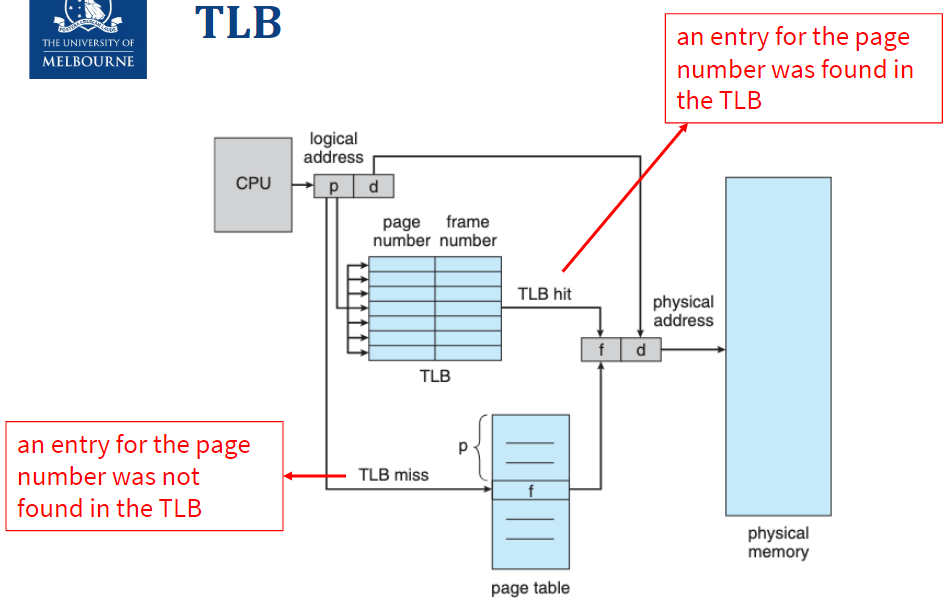 THE UNIVERSITY OF
MELBOURNE
TLB
an entry for the page
number was found in
the TLB
logical
address
CPU
p
d
page
number
frame
number
TLB hit
physical
address
f
d
TLB
p
an entry for the page
number was not
found in the TLB
TLB miss
f
physical
memory
page table